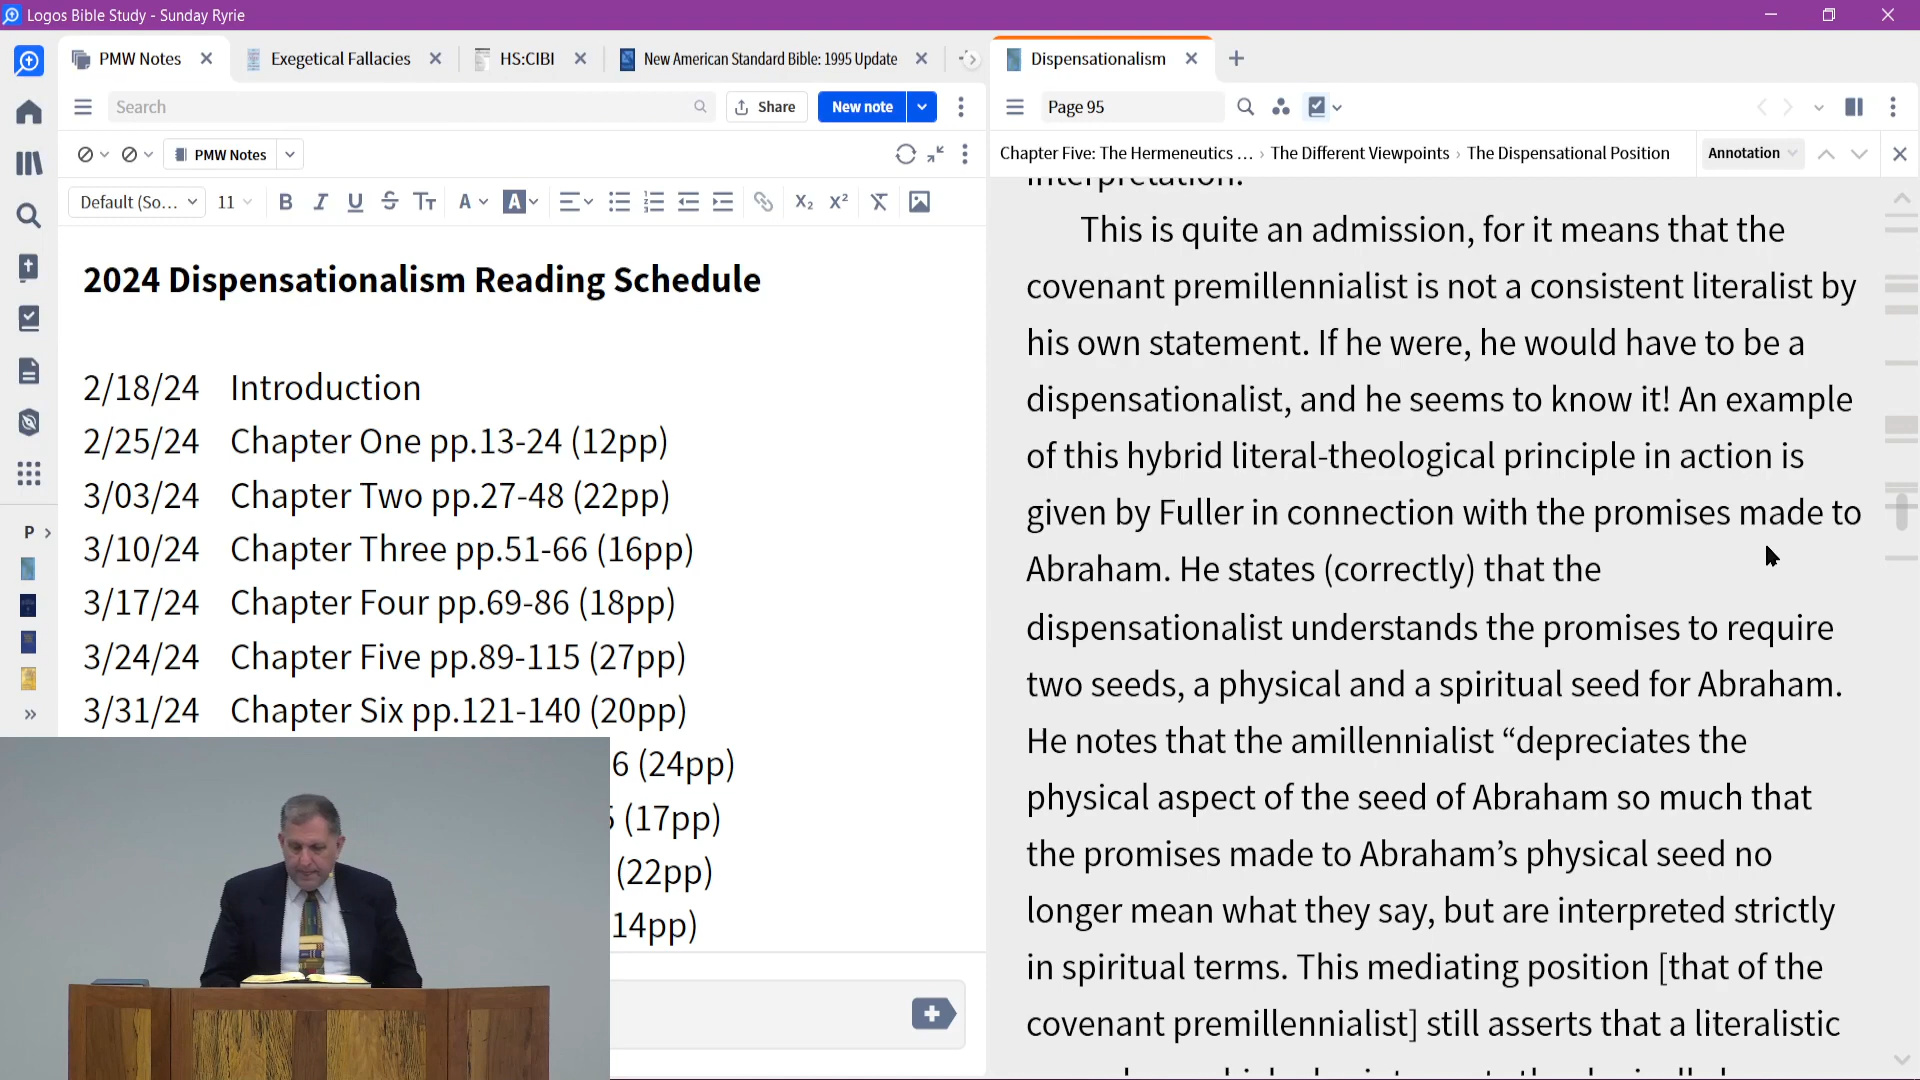 Logos Bible Study - Sunday Ryrie
PMW Notes
Exegetical Fallacies
HS:CIBI
New American Standard Bible: 1995 Update
Dispensationalism
Search
Share
New note
Page 95
PMW Notes
Chapter Five: The Hermeneutics ... › The Different Viewpoints › The Dispensational Position
Annotation
Default (So... 11 B I U S TT A A X₂ X²
P
2024 Dispensationalism Reading Schedule
2/18/24 Introduction
2/25/24 Chapter One pp.13-24 (12pp)
3/03/24 Chapter Two pp.27-48 (22pp)
3/10/24 Chapter Three pp.51-66 (16pp)
3/17/24 Chapter Four pp.69-86 (18pp)
3/24/24 Chapter Five pp.89-115 (27pp)
3/31/24 Chapter Six pp.121-140 (20pp)
6 (24pp)
(17pp)
(22pp)
14pp)
interpretation.
This is quite an admission, for it means that the
covenant premillennialist is not a consistent literalist by
his own statement. If he were, he would have to be a
dispensationalist, and he seems to know it! An example
of this hybrid literal-theological principle in action is
given by Fuller in connection with the promises made to
Abraham. He states (correctly) that the
dispensationalist understands the promises to require
two seeds, a physical and a spiritual seed for Abraham.
He notes that the amillennialist “depreciates the
physical aspect of the seed of Abraham so much that
the promises made to Abraham’s physical seed no
longer mean what they say, but are interpreted strictly
in spiritual terms. This mediating position [that of the
covenant premillennialist] still asserts that a literalistic